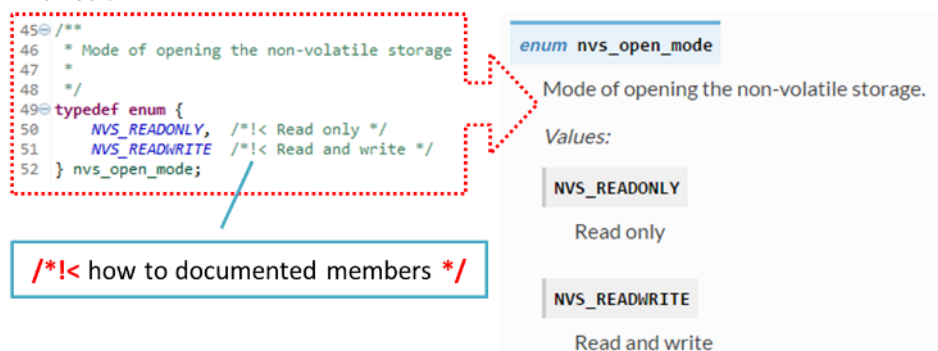 45 /**
46  * Mode of opening the non-volatile storage
47  *
48  */
49 typedef enum {
50     NVS_READONLY,  /*!< Read only */
51     NVS_READWRITE  /*!< Read and write */
52 } nvs_open_mode;
/*!< how to documented members */
enum nvs_open_mode
Mode of opening the non-volatile storage.
Values:
NVS_READONLY
Read only
NVS_READWRITE
Read and write